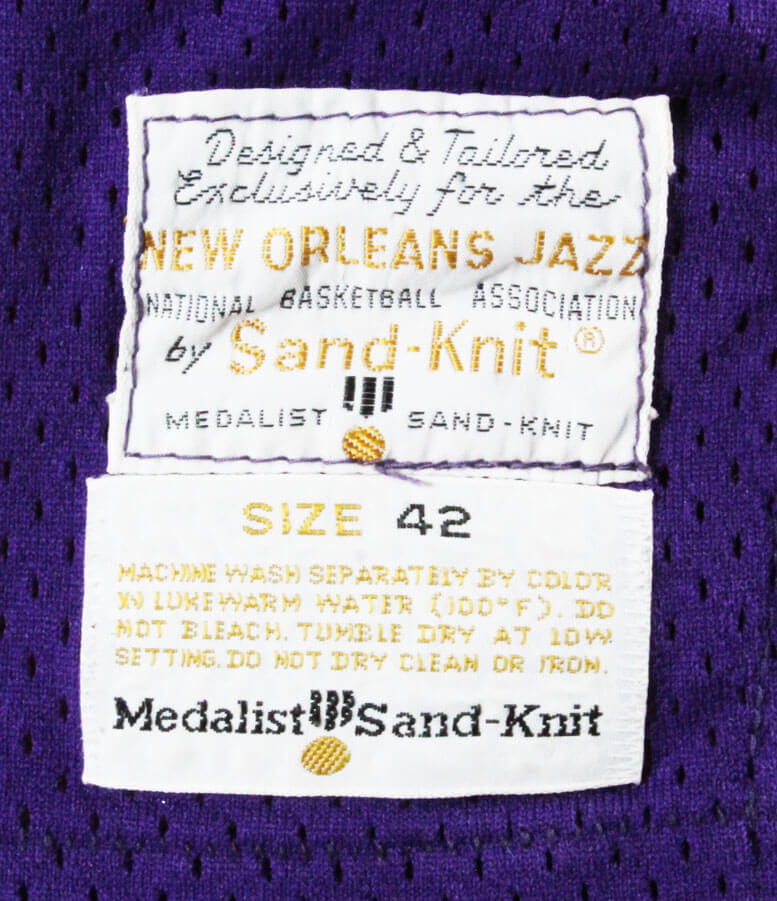 Designed & Tailored
Exclusively for the
NEW ORLEANS JAZZ
NATIONAL BASKETBALL ASSOCIATION
by Sand-Knit®
MEDALIST SAND-KNIT
SIZE 42
MACHINE WASH SEPARATELY BY COLOR
IN LUKEWARM WATER (100°F). DO
NOT BLEACH. TUMBLE DRY AT LOW
SETTING. DO NOT DRY CLEAN OR IRON.
Medalist Sand-Knit